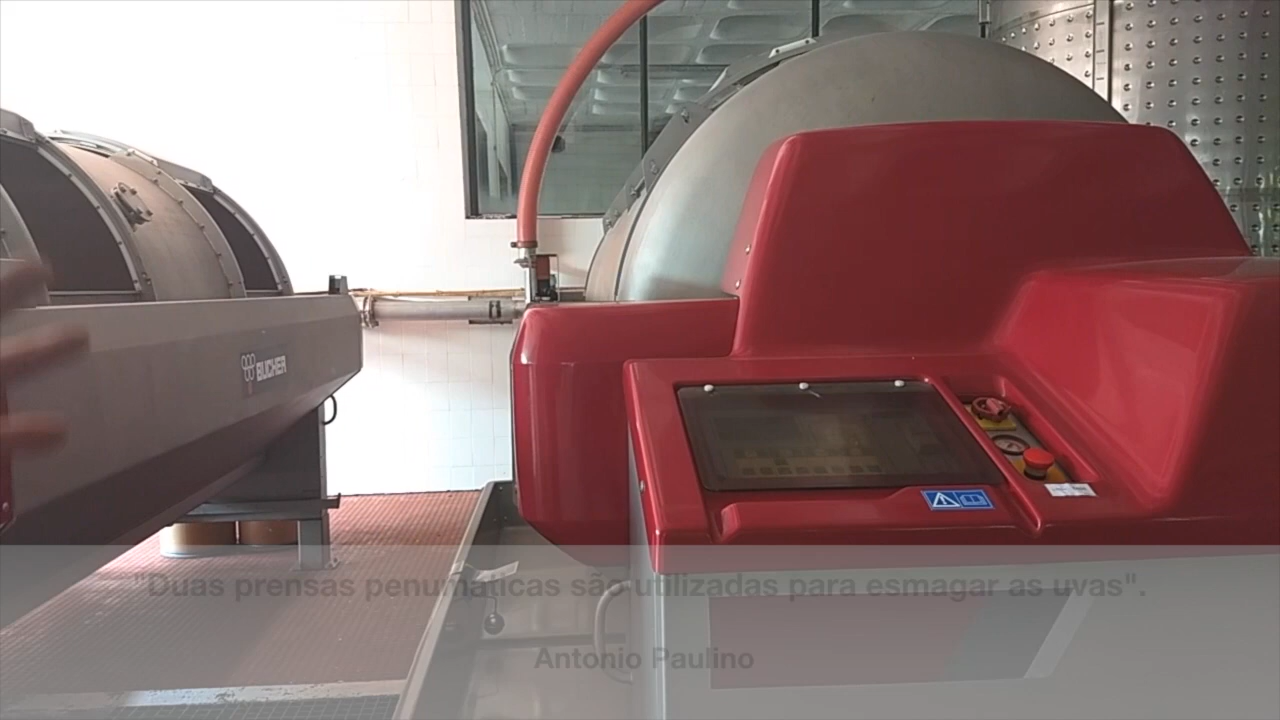 BUCHER
"Duas prensas penumáticas são utilizadas para esmagar as uvas".
Antonio Paulino